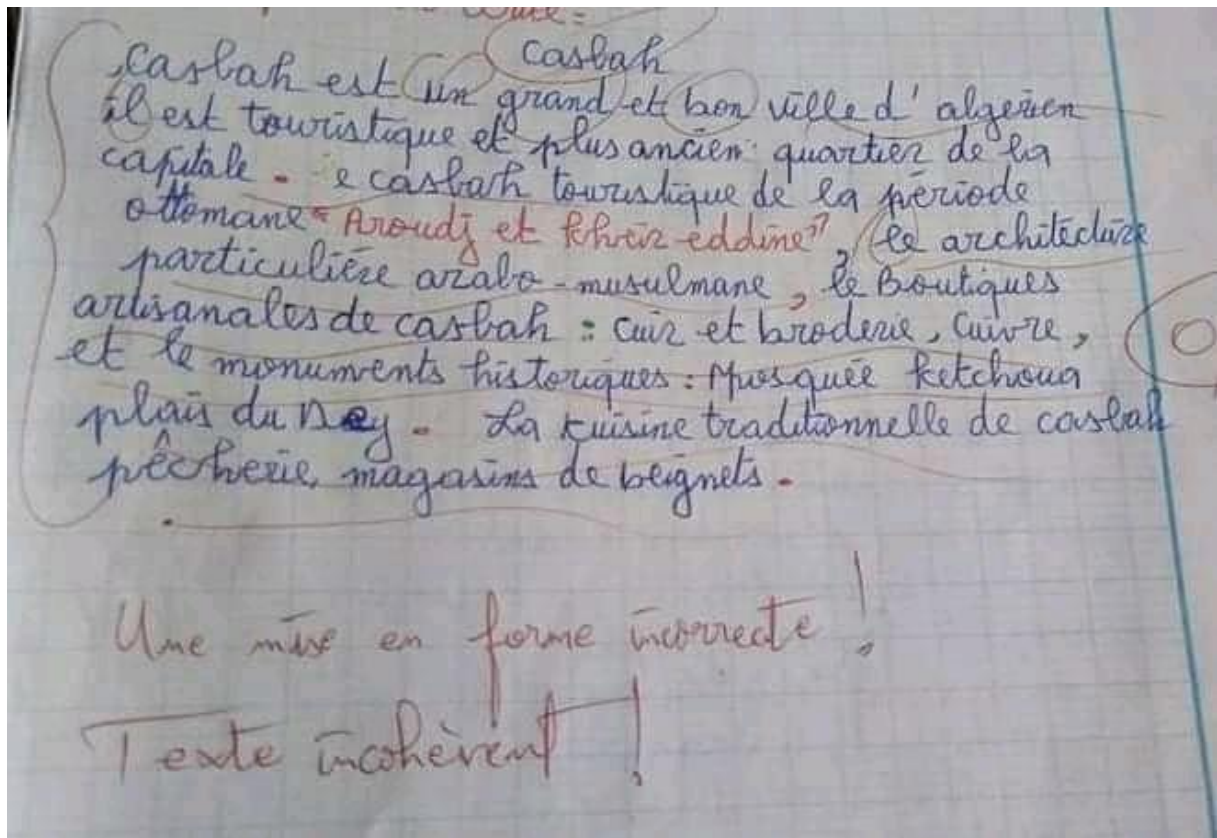 Casbah
Casbah est un grand et bon ville d'algerien
il est touristique et plus ancien quartier de la
capitale. e casbah touristique de la période
ottomane "Aroudj et kheir-eddine", le architecture
particulière arabo-musulmane, le Boutiques
artisanales de casbah : cuir et broderie, cuivre,
et le monuments historiques : Mosquée ketchoua
plais du Dey. La kuisine traditionnelle de casbah
pêcherie, magasins de beignets.
Une mise en forme incorrecte !
Texte incohèrent !